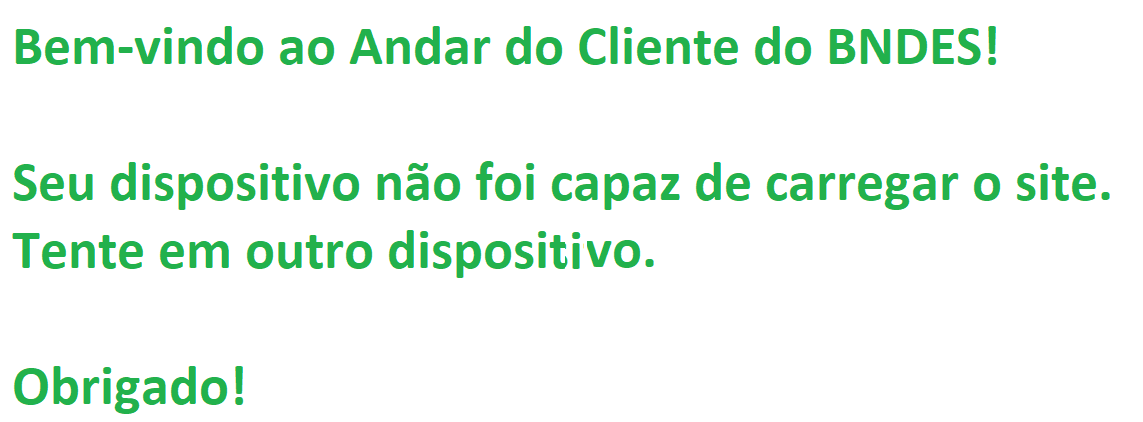 Bem-vindo ao Andar do Cliente do BNDES!
Seu dispositivo não foi capaz de carregar o site.
Tente em outro dispositivo.
Obrigado!